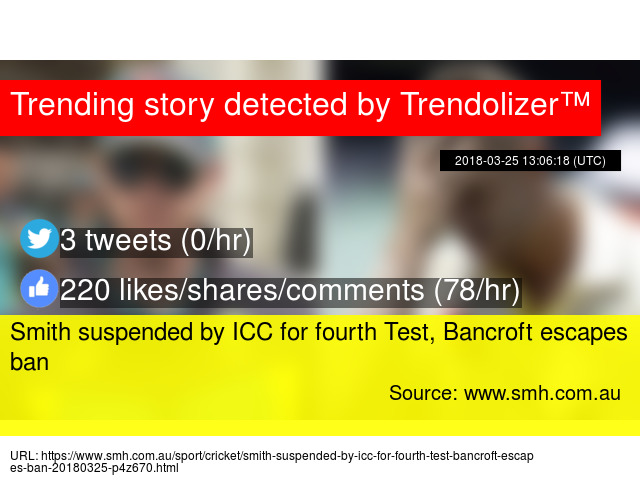 Trending story detected by Trendolizer™
2018-03-25 13:06:18 (UTC)
3 tweets (0/hr)
220 likes/shares/comments (78/hr)
Smith suspended by ICC for fourth Test, Bancroft escapes
ban
Source: www.smh.com.au
URL: https://www.smh.com.au/sport/cricket/smith-suspended-by-icc-for-fourth-test-bancroft-escap
es-ban-20180325-p4z670.html